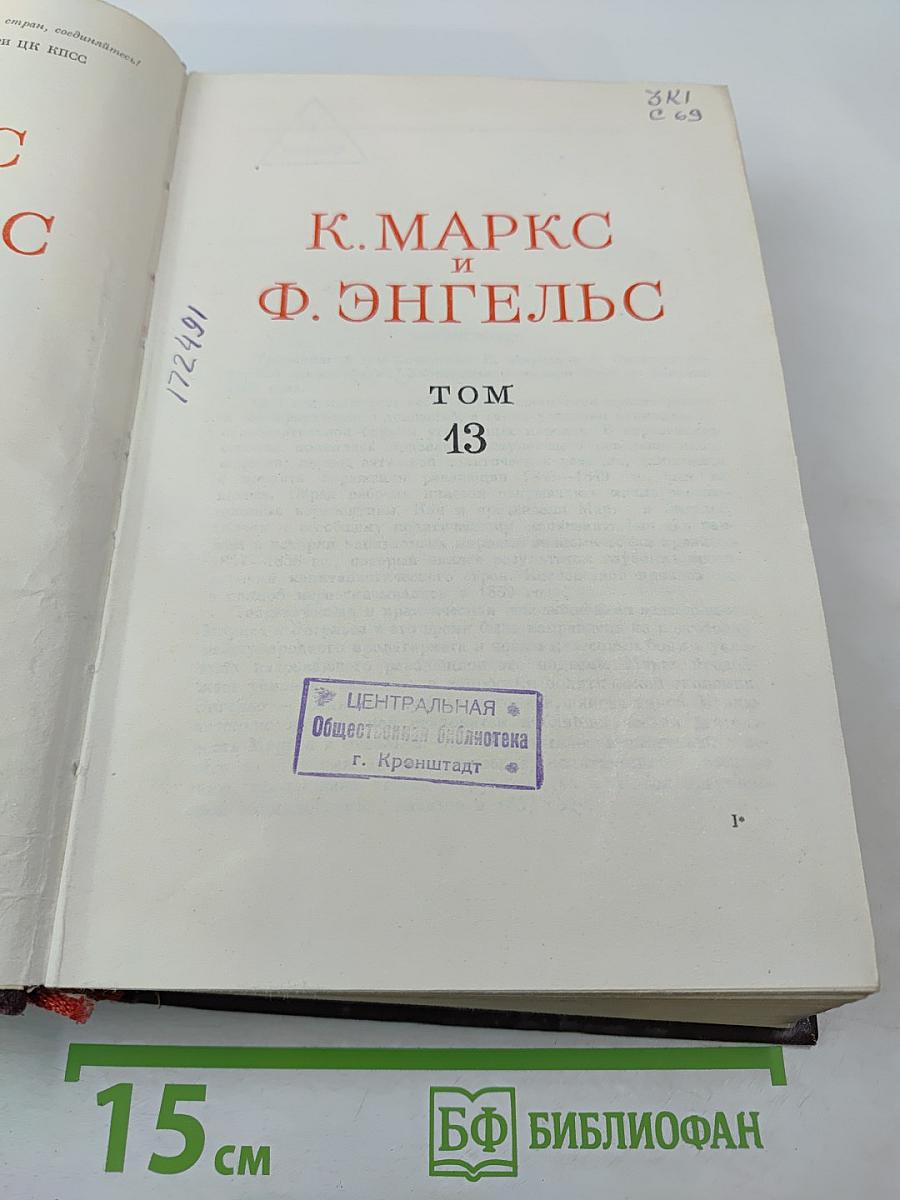 стран, соединяйтесь!
ЦК КПСС
С
С
ЗК1
С 69
К. МАРКС
и
Ф. ЭНГЕЛЬС
172491
ТОМ
13
ЦЕНТРАЛЬНАЯ
Общественная библиотека
г. Кронштадт
1*
15 см
БФ БИБЛИОФАН